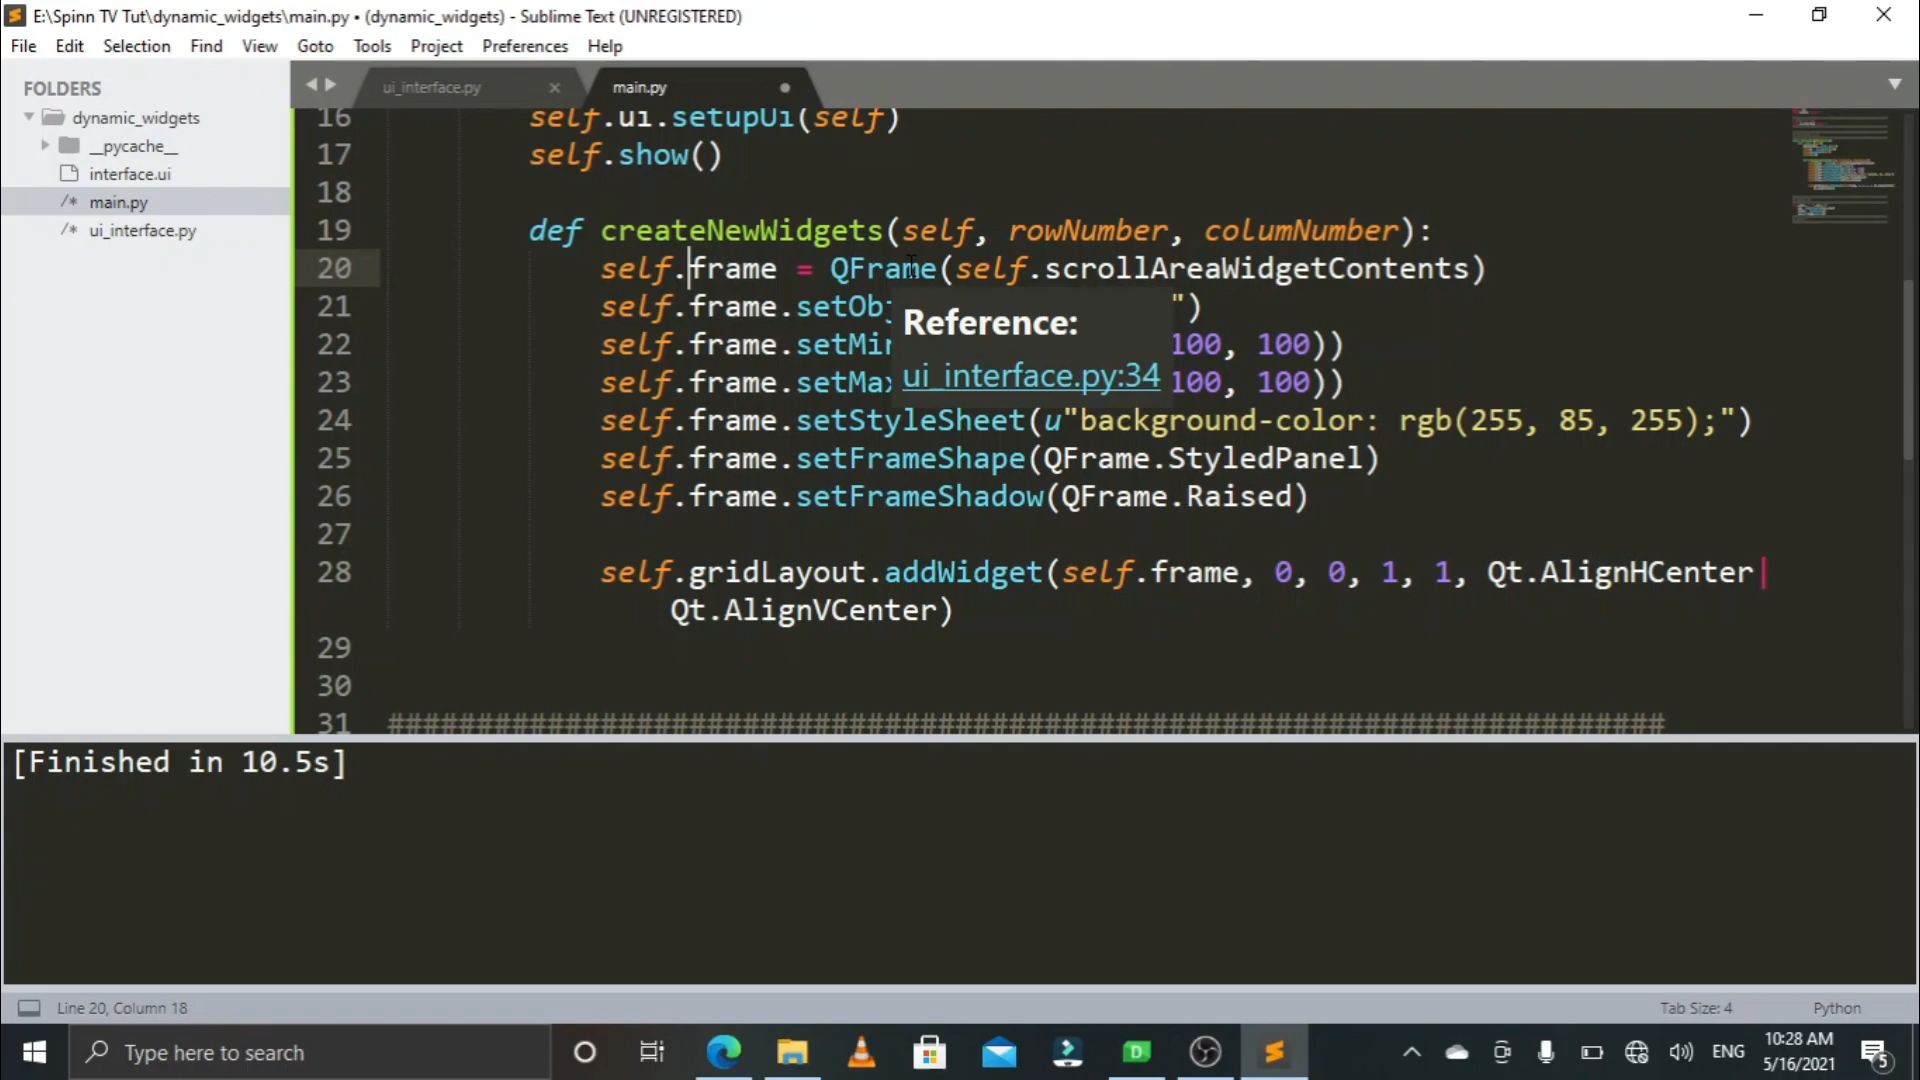 E:\Spinn TV Tut\dynamic_widgets\main.py • (dynamic_widgets) - Sublime Text (UNREGISTERED)
File Edit Selection Find View Goto Tools Project Preferences Help
FOLDERS
dynamic_widgets
__pycache__
interface.ui
/* main.py
/* ui_interface.py
ui_interface.py
main.py
16 self.ui.setupUi(self)
17 self.show()
18
19 def createNewWidgets(self, rowNumber, columNumber):
20 self.frame = QFrame(self.scrollAreaWidgetContents)
21 self.frame.setObj ")
22 self.frame.setMin 100, 100))
23 self.frame.setMax 100, 100))
24 self.frame.setStyleSheet(u"background-color: rgb(255, 85, 255);")
25 self.frame.setFrameShape(QFrame.StyledPanel)
26 self.frame.setFrameShadow(QFrame.Raised)
27
28 self.gridLayout.addWidget(self.frame, 0, 0, 1, 1, Qt.AlignHCenter|
Qt.AlignVCenter)
29
30
31 ########################################################################
Reference:
ui_interface.py:34
[Finished in 10.5s]
Line 20, Column 18
Tab Size: 4
Python
Type here to search
ENG
10:28 AM
5/16/2021
5